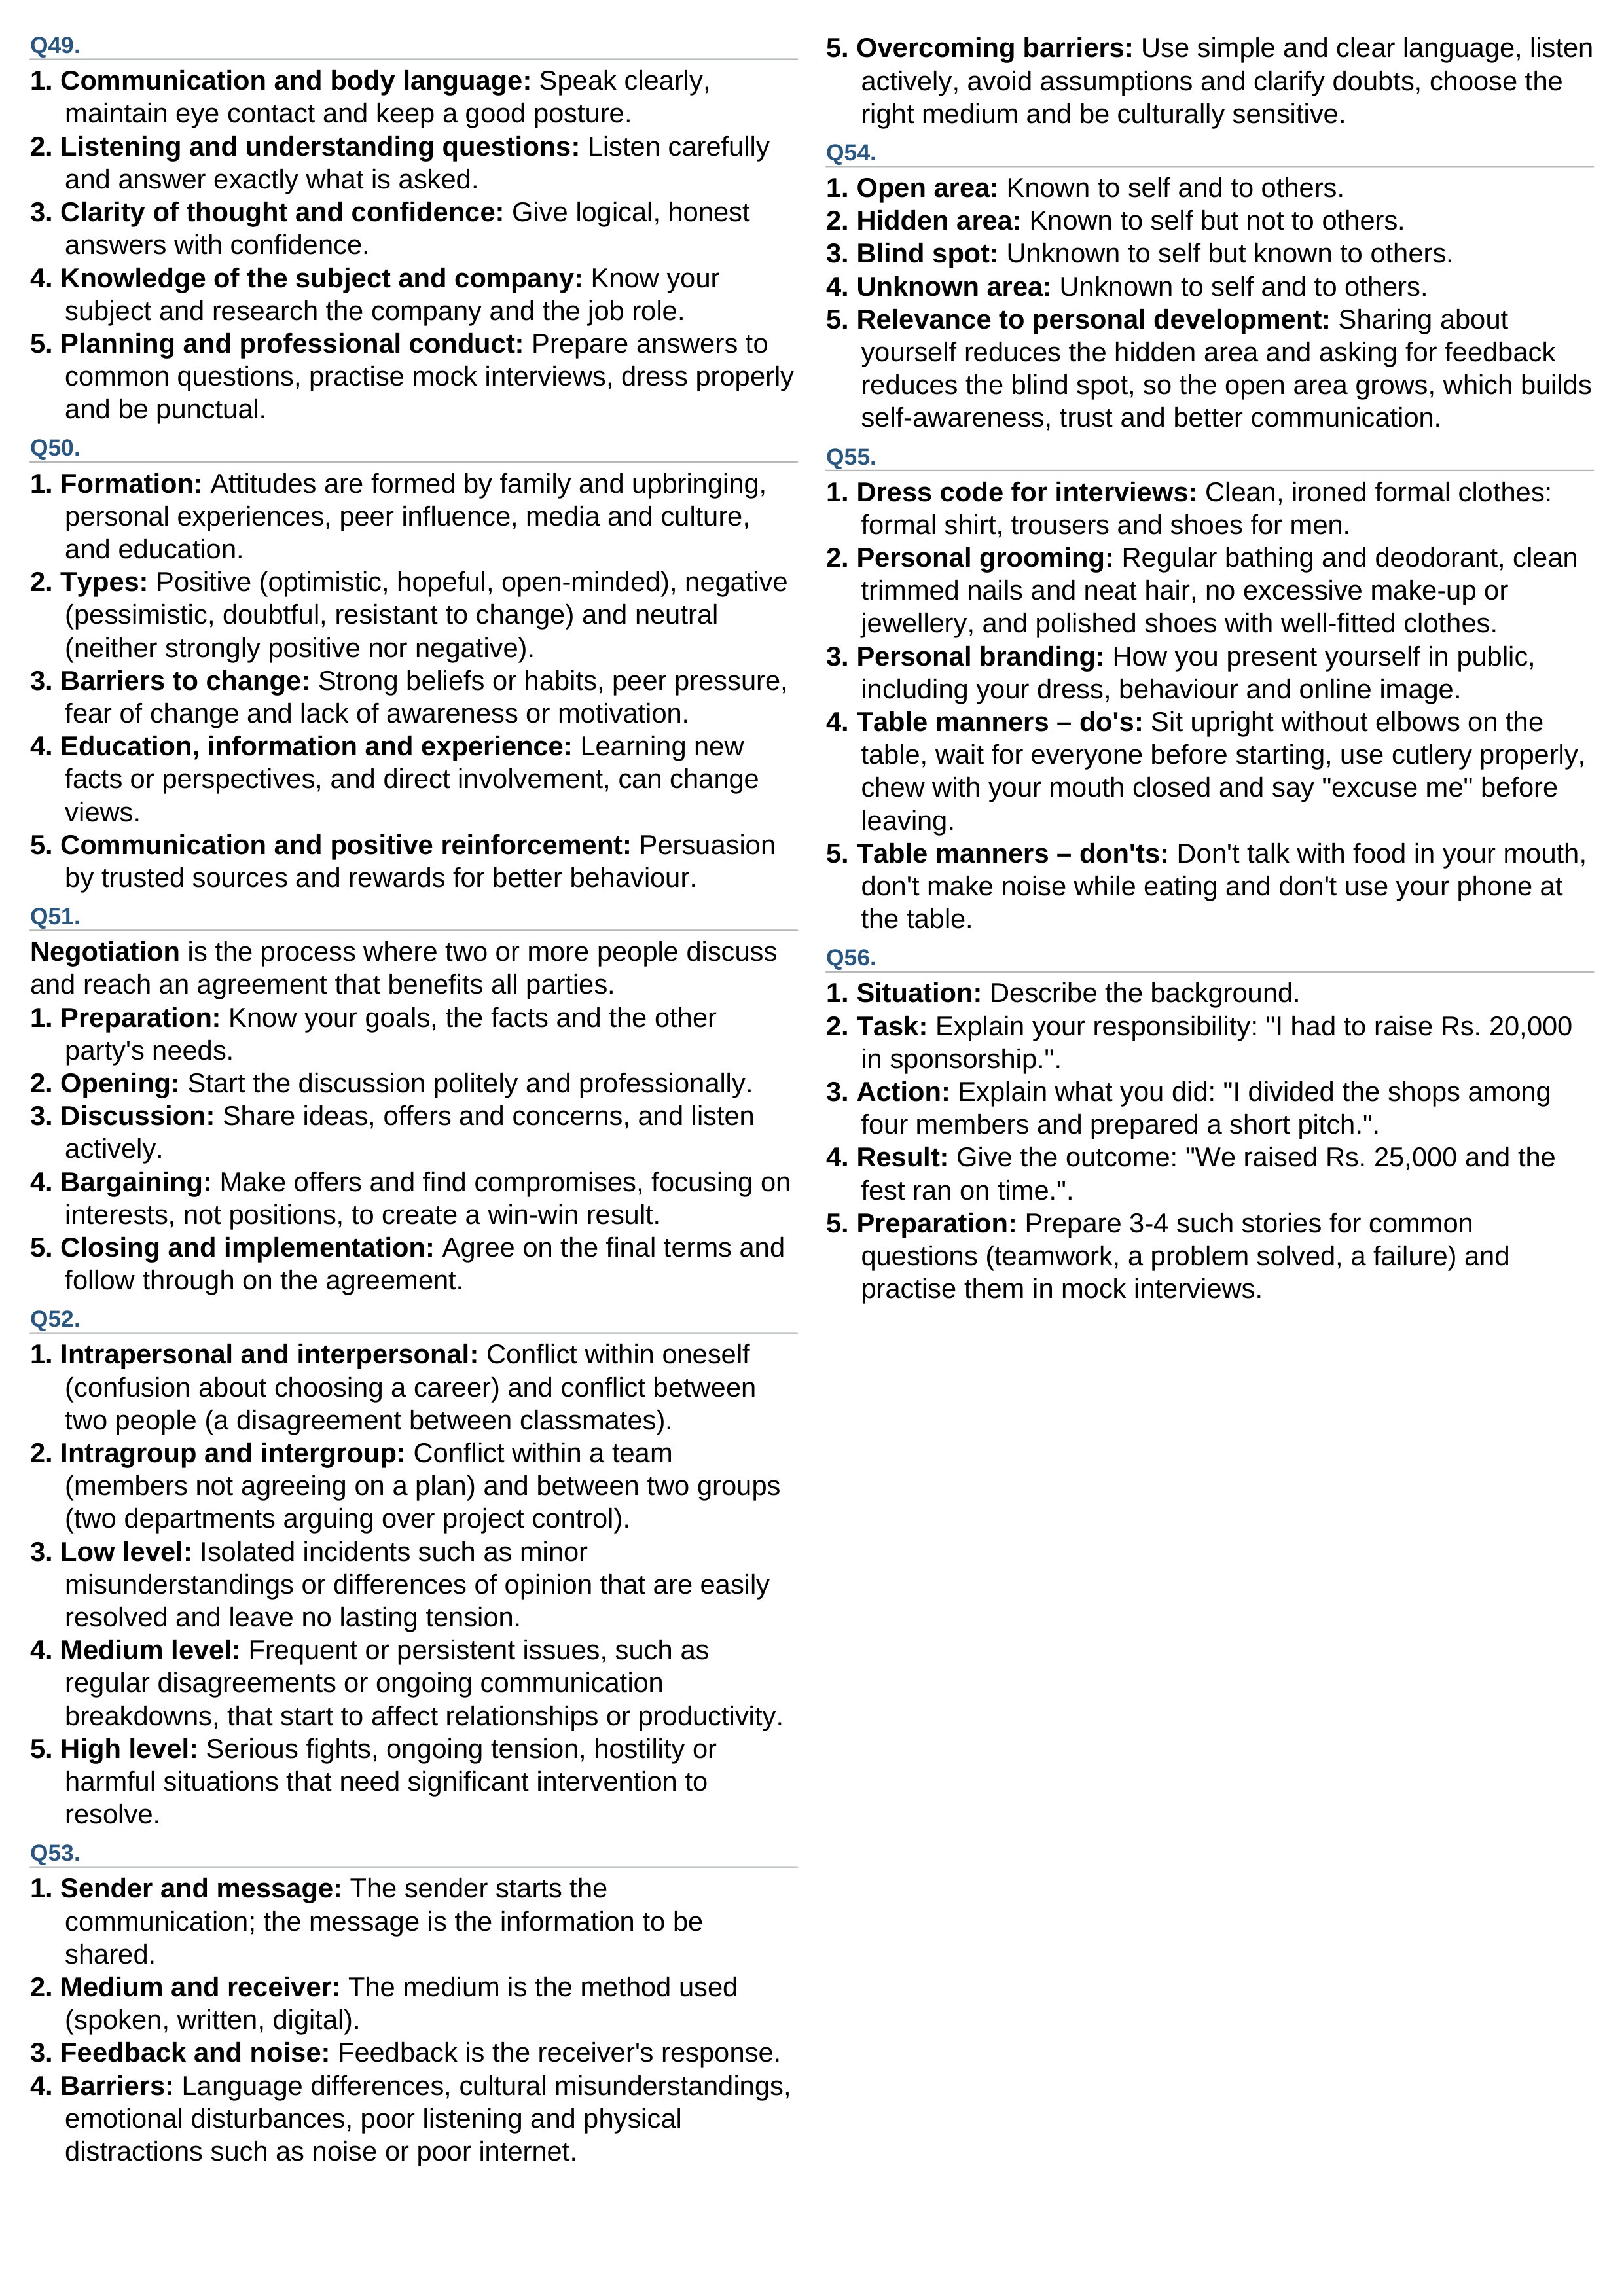 Q49.
1. Communication and body language: Speak clearly,
maintain eye contact and keep a good posture.
2. Listening and understanding questions: Listen carefully
and answer exactly what is asked.
3. Clarity of thought and confidence: Give logical, honest
answers with confidence.
4. Knowledge of the subject and company: Know your
subject and research the company and the job role.
5. Planning and professional conduct: Prepare answers to
common questions, practise mock interviews, dress properly
and be punctual.
Q50.
1. Formation: Attitudes are formed by family and upbringing,
personal experiences, peer influence, media and culture,
and education.
2. Types: Positive (optimistic, hopeful, open-minded), negative
(pessimistic, doubtful, resistant to change) and neutral
(neither strongly positive nor negative).
3. Barriers to change: Strong beliefs or habits, peer pressure,
fear of change and lack of awareness or motivation.
4. Education, information and experience: Learning new
facts or perspectives, and direct involvement, can change
views.
5. Communication and positive reinforcement: Persuasion
by trusted sources and rewards for better behaviour.
Q51.
Negotiation is the process where two or more people discuss
and reach an agreement that benefits all parties.
1. Preparation: Know your goals, the facts and the other
party's needs.
2. Opening: Start the discussion politely and professionally.
3. Discussion: Share ideas, offers and concerns, and listen
actively.
4. Bargaining: Make offers and find compromises, focusing on
interests, not positions, to create a win-win result.
5. Closing and implementation: Agree on the final terms and
follow through on the agreement.
Q52.
1. Intrapersonal and interpersonal: Conflict within oneself
(confusion about choosing a career) and conflict between
two people (a disagreement between classmates).
2. Intragroup and intergroup: Conflict within a team
(members not agreeing on a plan) and between two groups
(two departments arguing over project control).
3. Low level: Isolated incidents such as minor
misunderstandings or differences of opinion that are easily
resolved and leave no lasting tension.
4. Medium level: Frequent or persistent issues, such as
regular disagreements or ongoing communication
breakdowns, that start to affect relationships or productivity.
5. High level: Serious fights, ongoing tension, hostility or
harmful situations that need significant intervention to
resolve.
Q53.
1. Sender and message: The sender starts the
communication; the message is the information to be
shared.
2. Medium and receiver: The medium is the method used
(spoken, written, digital).
3. Feedback and noise: Feedback is the receiver's response.
4. Barriers: Language differences, cultural misunderstandings,
emotional disturbances, poor listening and physical
distractions such as noise or poor internet.
5. Overcoming barriers: Use simple and clear language, listen
actively, avoid assumptions and clarify doubts, choose the
right medium and be culturally sensitive.
Q54.
1. Open area: Known to self and to others.
2. Hidden area: Known to self but not to others.
3. Blind spot: Unknown to self but known to others.
4. Unknown area: Unknown to self and to others.
5. Relevance to personal development: Sharing about
yourself reduces the hidden area and asking for feedback
reduces the blind spot, so the open area grows, which builds
self-awareness, trust and better communication.
Q55.
1. Dress code for interviews: Clean, ironed formal clothes:
formal shirt, trousers and shoes for men.
2. Personal grooming: Regular bathing and deodorant, clean
trimmed nails and neat hair, no excessive make-up or
jewellery, and polished shoes with well-fitted clothes.
3. Personal branding: How you present yourself in public,
including your dress, behaviour and online image.
4. Table manners – do's: Sit upright without elbows on the
table, wait for everyone before starting, use cutlery properly,
chew with your mouth closed and say "excuse me" before
leaving.
5. Table manners – don'ts: Don't talk with food in your mouth,
don't make noise while eating and don't use your phone at
the table.
Q56.
1. Situation: Describe the background.
2. Task: Explain your responsibility: "I had to raise Rs. 20,000
in sponsorship.".
3. Action: Explain what you did: "I divided the shops among
four members and prepared a short pitch.".
4. Result: Give the outcome: "We raised Rs. 25,000 and the
fest ran on time.".
5. Preparation: Prepare 3-4 such stories for common
questions (teamwork, a problem solved, a failure) and
practise them in mock interviews.